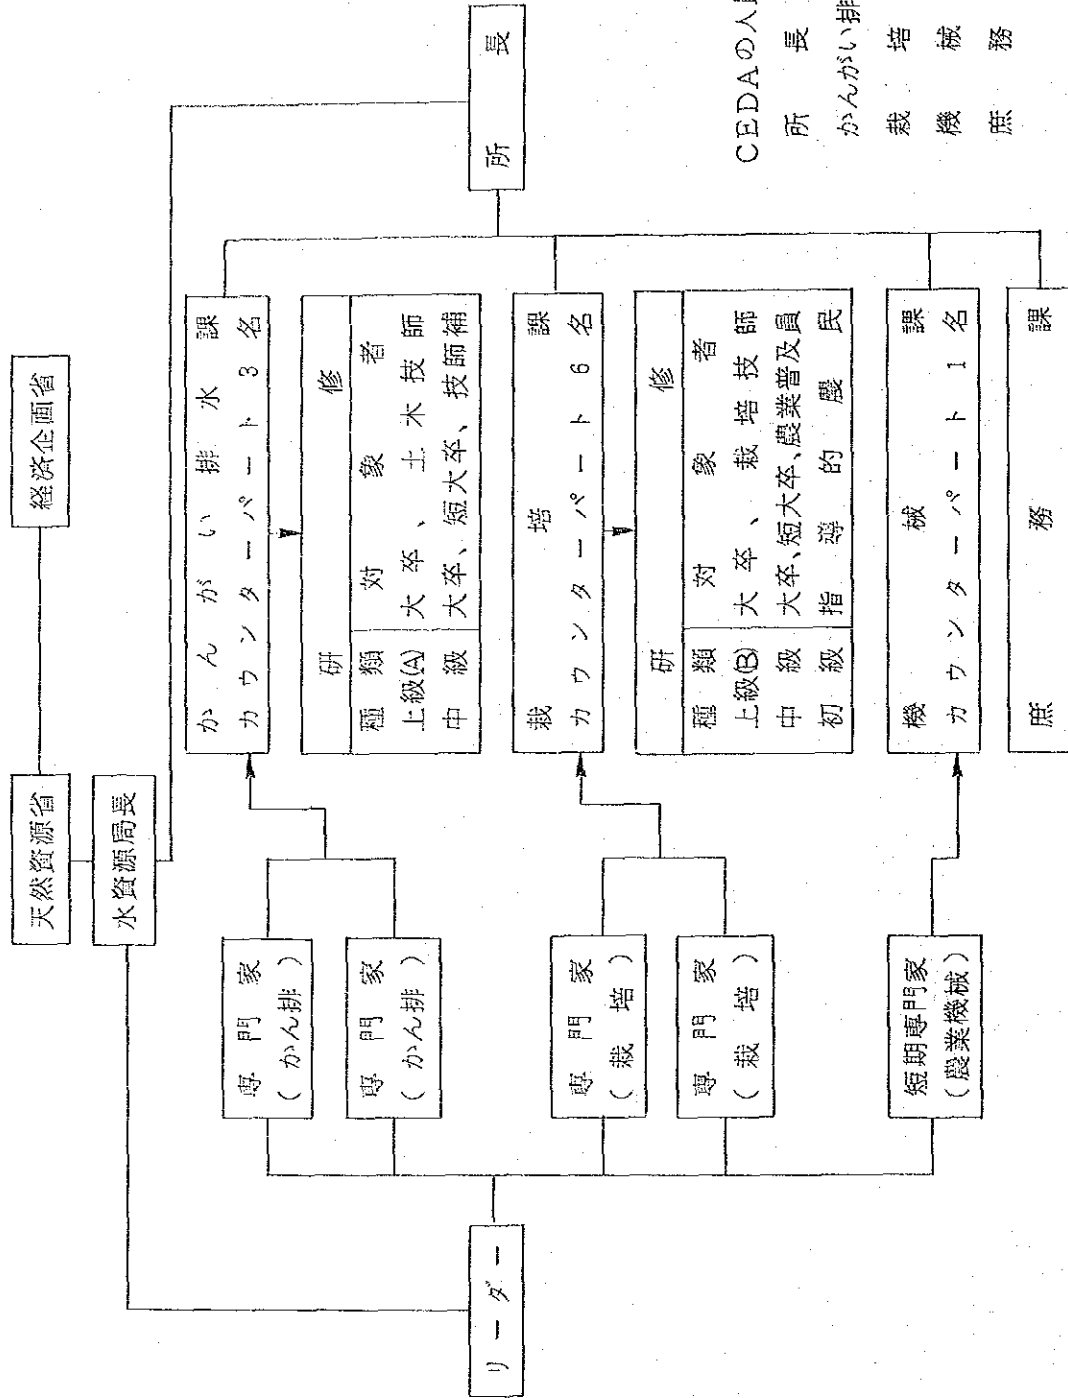 経済企画省
天然資源省
水資源局長
リーダー
所長
専門家
(かん排)
専門家
(かん排)
専門家
(栽培)
専門家
(栽培)
短期専門家
(農業機械)
かんがい排水課
カウンターパート3名
研修
種類 対象者
上級(A) 大卒、土木技師
中級 大卒、短大卒、技師補
栽培課
カウンターパート6名
研修
種類 対象者
上級(B) 大卒、栽培技師
中級 大卒、短大卒、農業普及員
初級 指導的農民
機械課
カウンターパート1名
庶務課
CEDAの人
所長
かんがい排
栽培
機械
庶務